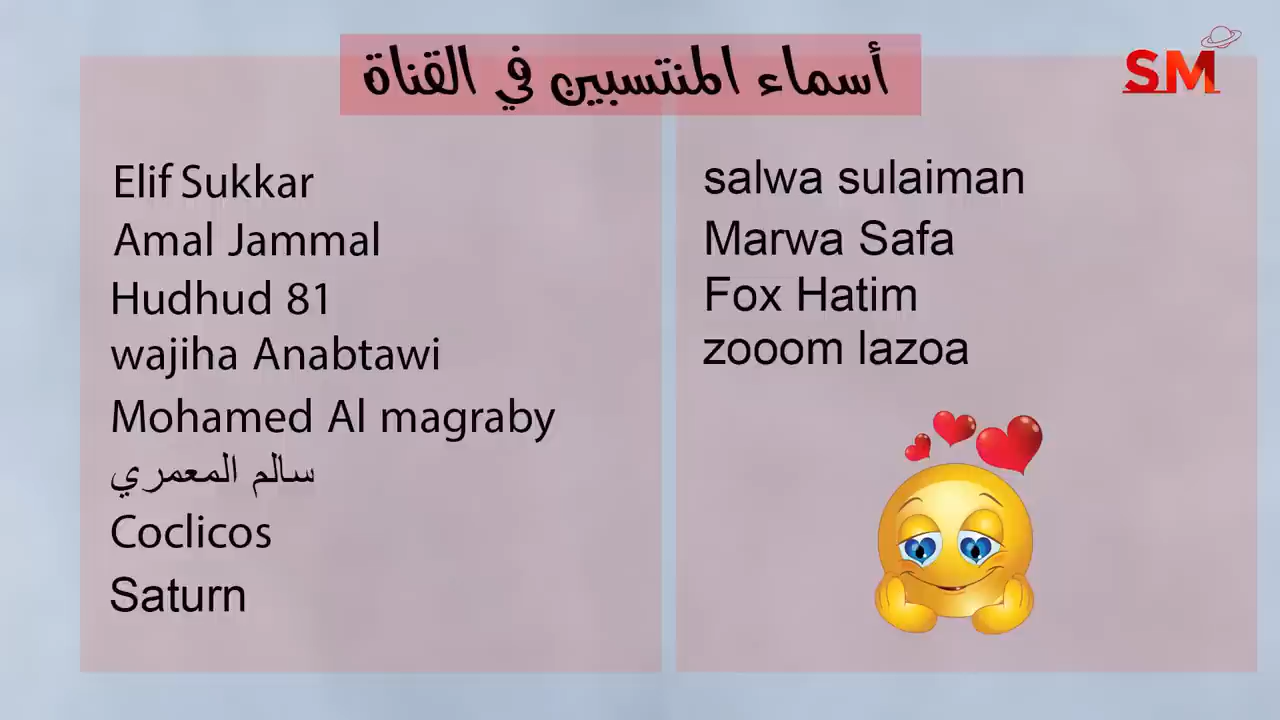 أسماء المنتسبين في القناة
SM
Elif Sukkar
Amal Jammal
Hudhud 81
wajiha Anabtawi
Mohamed Al magraby
سالم المعمري
Coclicos
Saturn
salwa sulaiman
Marwa Safa
Fox Hatim
zooom lazoa